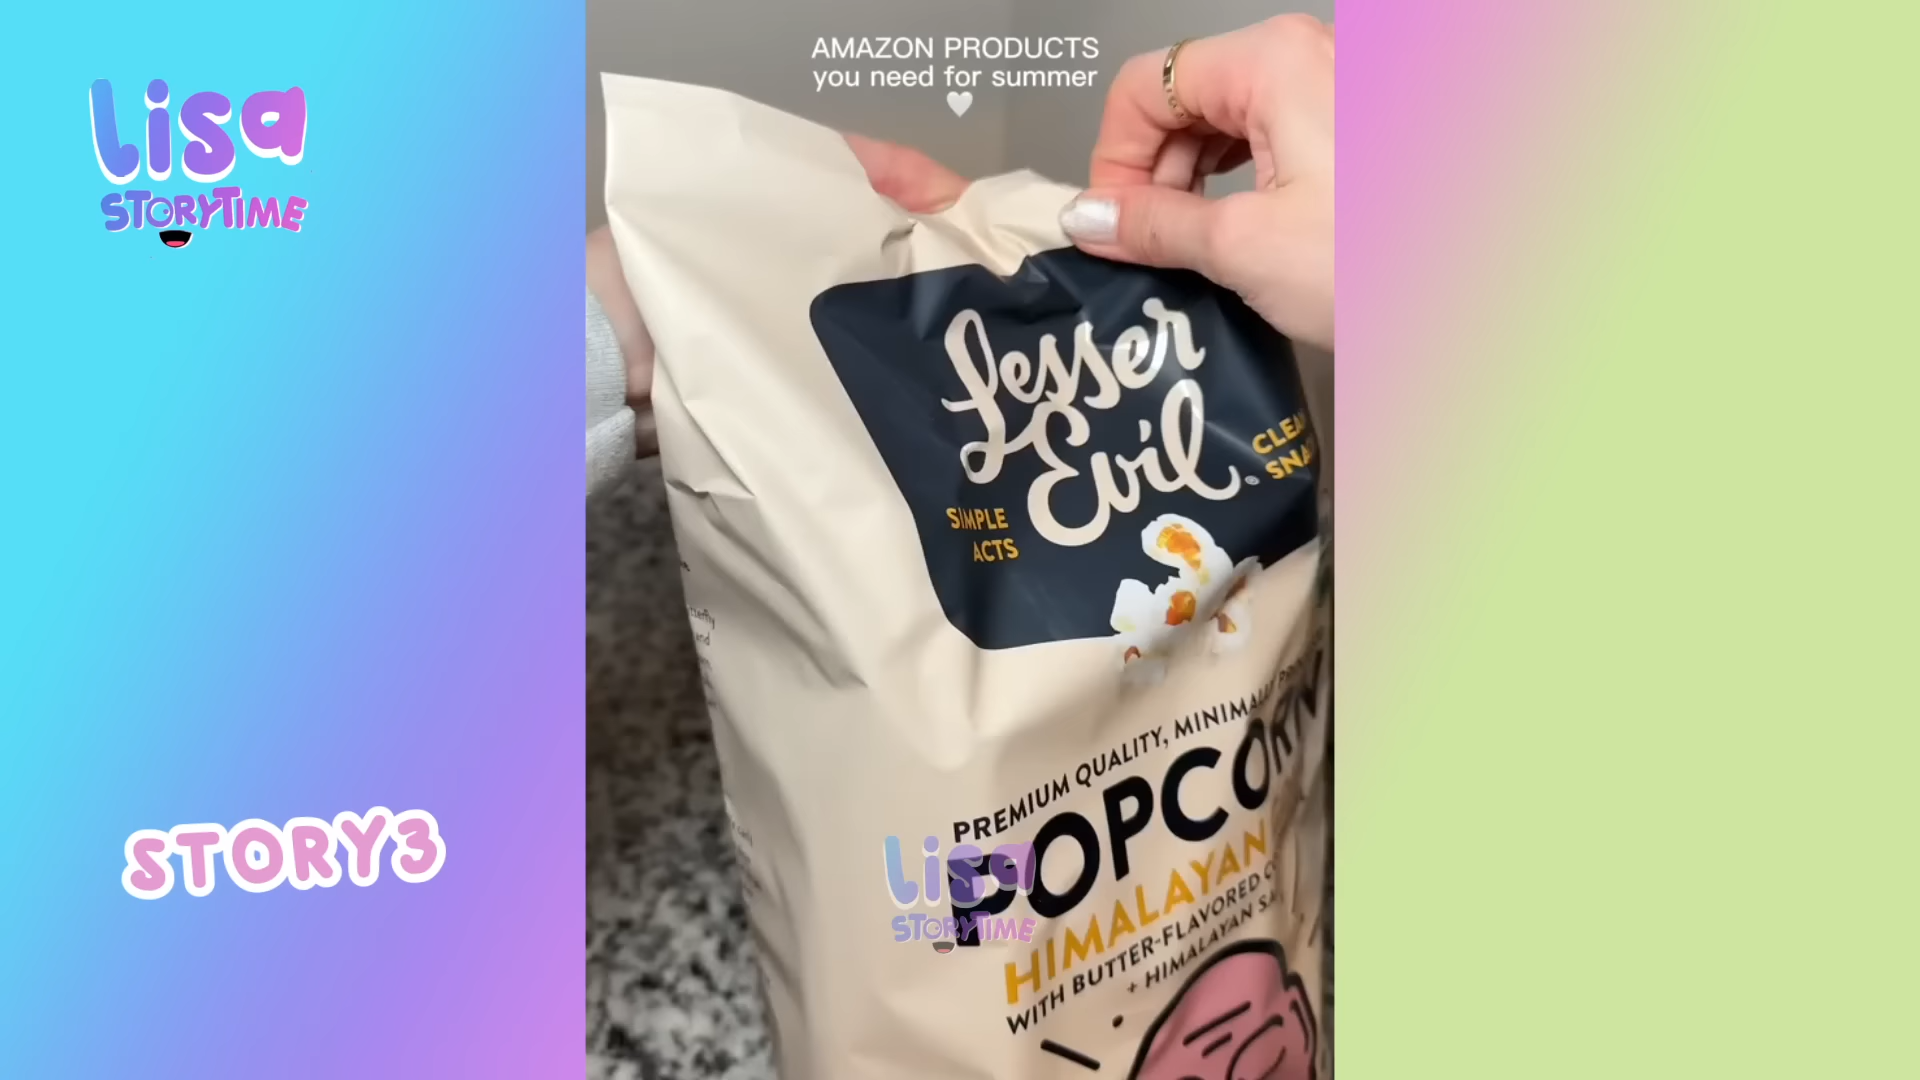 Lisa
STORYTIME
AMAZON PRODUCTS
you need for summer
Lesser
Evil
SIMPLE
ACTS
PREMIUM QUALITY,
POPCORN
HIMALAYAN
WITH BUTTER-FLAVORED
+ HIMALAYAN
Lisa
STORYTIME
STORY3